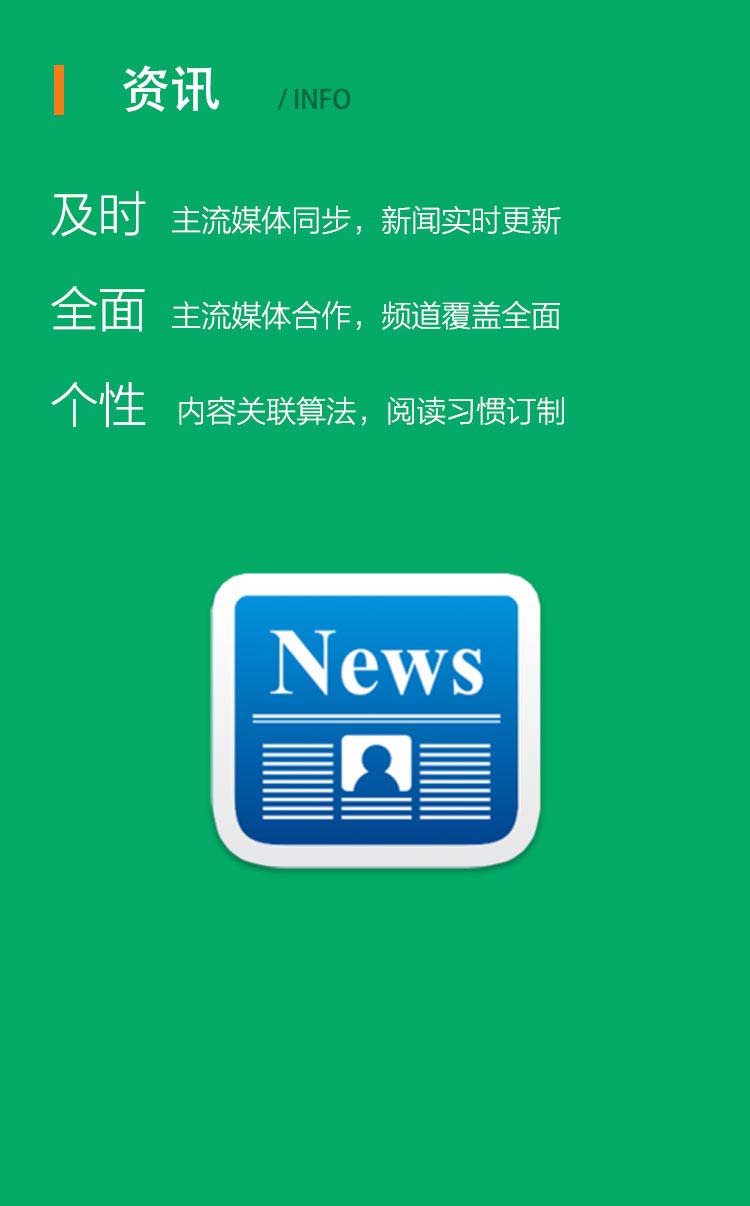 资讯 / INFO
及时 主流媒体同步，新闻实时更新
全面 主流媒体合作，频道覆盖全面
个性 内容关联算法，阅读习惯订制
News